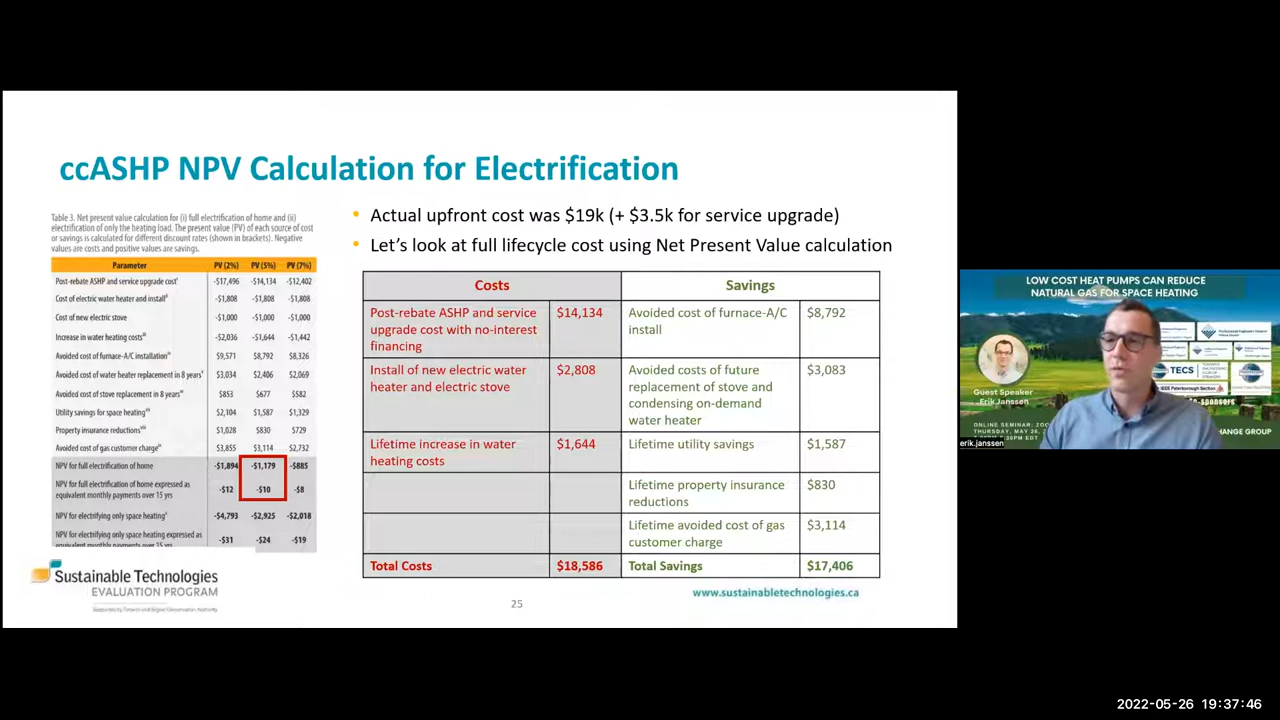 ccASHP NPV Calculation for Electrification
Table 3. Net present value calculation for (i) full electrification of home and (ii)
electrification of only the heating load. The present value (PV) of each source of cost
or savings is calculated for different discount rates (shown in brackets). Negative
values are costs and positive values are savings.
Parameter PV (2%) PV (5%) PV (7%)
Post-rebate ASHP and service upgrade cost -$17,496 -$14,134 -$12,402
Cost of electric water heater and install -$1,808 -$1,808 -$1,808
Cost of new electric stove -$1,000 -$1,000 -$1,000
Increase in water heating costs -$2,036 -$1,644 -$1,442
Avoided cost of furnace-A/C installation $9,571 $8,792 $8,326
Avoided cost of water heater replacement in 8 years $3,034 $2,406 $2,069
Avoided cost of stove replacement in 8 years $853 $677 $582
Utility savings for space heating $2,104 $1,587 $1,329
Property insurance reductions $1,028 $830 $729
Avoided cost of gas customer charge $3,855 $3,114 $2,732
NPV for full electrification of home -$1,894 -$1,179 -$885
NPV for full electrification of home expressed as
equivalent monthly payments over 15 yrs -$12 -$10 -$8
NPV for electrifying only space heating -$4,793 -$2,925 -$2,018
NPV for electrifying only space heating expressed as
equivalent monthly payments over 15 yrs -$31 -$24 -$19
• Actual upfront cost was $19k (+ $3.5k for service upgrade)
• Let's look at full lifecycle cost using Net Present Value calculation
Costs Savings
Post-rebate ASHP and service
upgrade cost with no-interest
financing
$14,134
Avoided cost of furnace-A/C
install
$8,792
Install of new electric water
heater and electric stove
$2,808
Avoided costs of future
replacement of stove and
condensing on-demand
water heater
$3,083
Lifetime increase in water
heating costs
$1,644
Lifetime utility savings
$1,587
Lifetime property insurance
reductions
$830
Lifetime avoided cost of gas
customer charge
$3,114
Total Costs $18,586 Total Savings $17,406
Sustainable Technologies
EVALUATION PROGRAM
25
www.sustainabletechnologies.ca
LOW COST HEAT PUMPS CAN REDUCE
NATURAL GAS FOR SPACE HEATING
Guest Speaker
Erik Janssen
TECS
IEEE Peterborough Section
HANGE GROUP
erik.janssen
2022-05-26 19:37:46